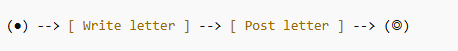 (●) --> [ Write letter ] --> [ Post letter ] --> (◎)